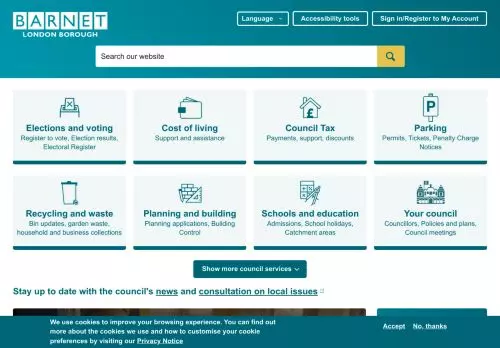 BARNET
LONDON BOROUGH
Language
Accessibility tools
Sign in/Register to My Account
Search our website
Elections and voting
Register to vote, Election results,
Electoral Register
Cost of living
Support and assistance
Council Tax
Payments, support, discounts
Parking
Permits, Tickets, Penalty Charge
Notices
Recycling and waste
Bin updates, garden waste,
household and business collections
Planning and building
Planning applications, Building
Control
Schools and education
Admissions, School holidays,
Catchment areas
Your council
Councillors, Policies and plans,
Council meetings
Show more council services
Stay up to date with the council's news and consultation on local issues
We use cookies to improve your browsing experience. You can find out
more about the cookies we use and how to customise your cookie
preferences by visiting our Privacy Notice
Accept
No, thanks